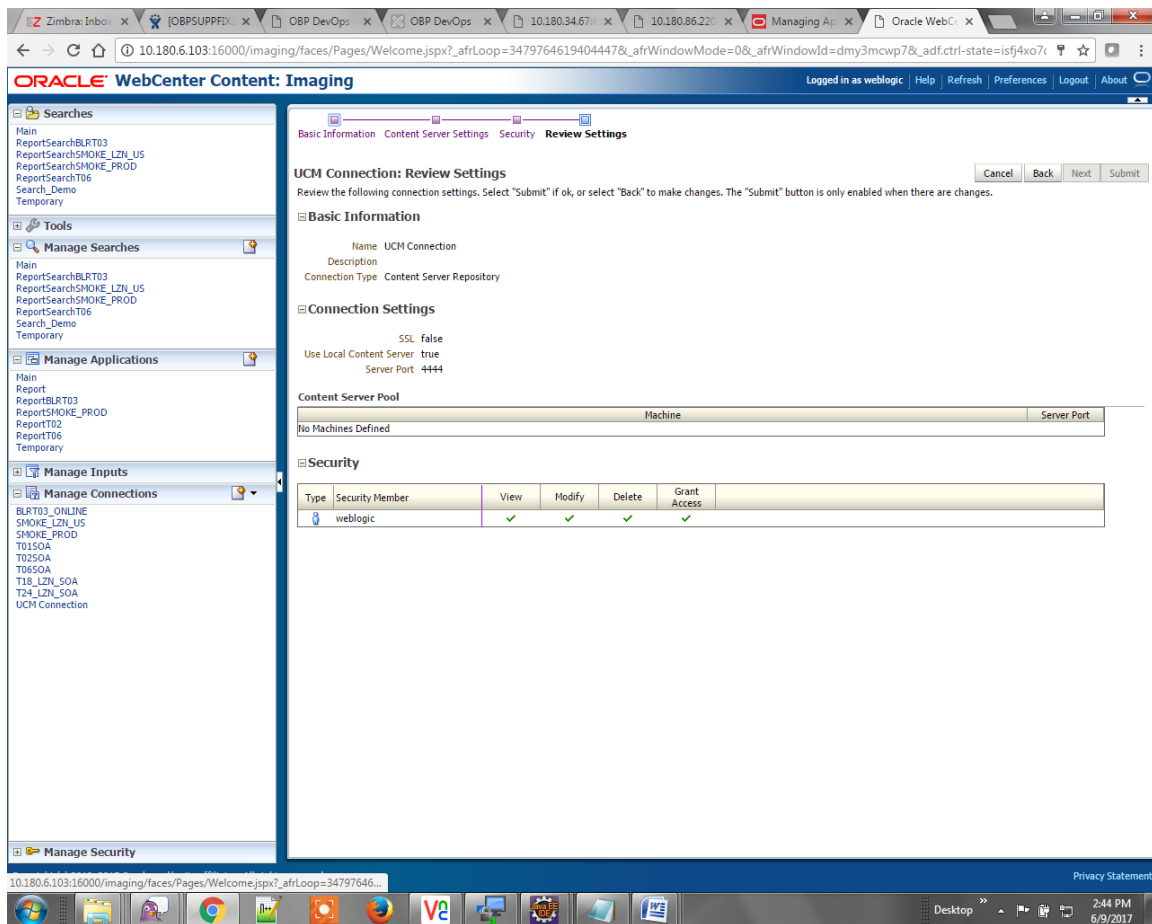 Zimbra: Inbo
[OBPSUPPFIX
OBP DevOps
OBP DevOps
10.180.34.67:8
10.180.86.220
Managing Ap
Oracle WebCe
10.180.6.103:16000/imaging/faces/Pages/Welcome.jspx?_afrLoop=3479764619404447&_afrWindowMode=0&_afrWindowId=dmy3mcwp7&_adf.ctrl-state=isfj4xo7c
ORACLE WebCenter Content: Imaging
Logged in as weblogic Help Refresh Preferences Logout About
Searches
Main
ReportSearchBLRT03
ReportSearchSMOKE_LZN_US
ReportSearchSMOKE_PROD
ReportSearchT06
Search_Demo
Temporary
Tools
Manage Searches
Main
ReportSearchBLRT03
ReportSearchSMOKE_LZN_US
ReportSearchSMOKE_PROD
ReportSearchT06
Search_Demo
Temporary
Manage Applications
Main
Report
ReportBLRT03
ReportSMOKE_PROD
ReportT02
ReportT06
Temporary
Manage Inputs
Manage Connections
BLRT03_ONLINE
SMOKE_LZN_US
SMOKE_PROD
T01SOA
T02SOA
T06SOA
T18_LZN_SOA
T24_LZN_SOA
UCM Connection
Manage Security
Basic Information Content Server Settings Security Review Settings
UCM Connection: Review Settings
Cancel Back Next Submit
Review the following connection settings. Select "Submit" if ok, or select "Back" to make changes. The "Submit" button is only enabled when there are changes.
Basic Information
Name UCM Connection
Description
Connection Type Content Server Repository
Connection Settings
SSL false
Use Local Content Server true
Server Port 4444
Content Server Pool
Machine Server Port
No Machines Defined
Security
Type Security Member View Modify Delete Grant Access
weblogic
10.180.6.103:16000/imaging/faces/Pages/Welcome.jspx?_afrLoop=34797646...
Privacy Statement
Desktop
2:44 PM
6/9/2017